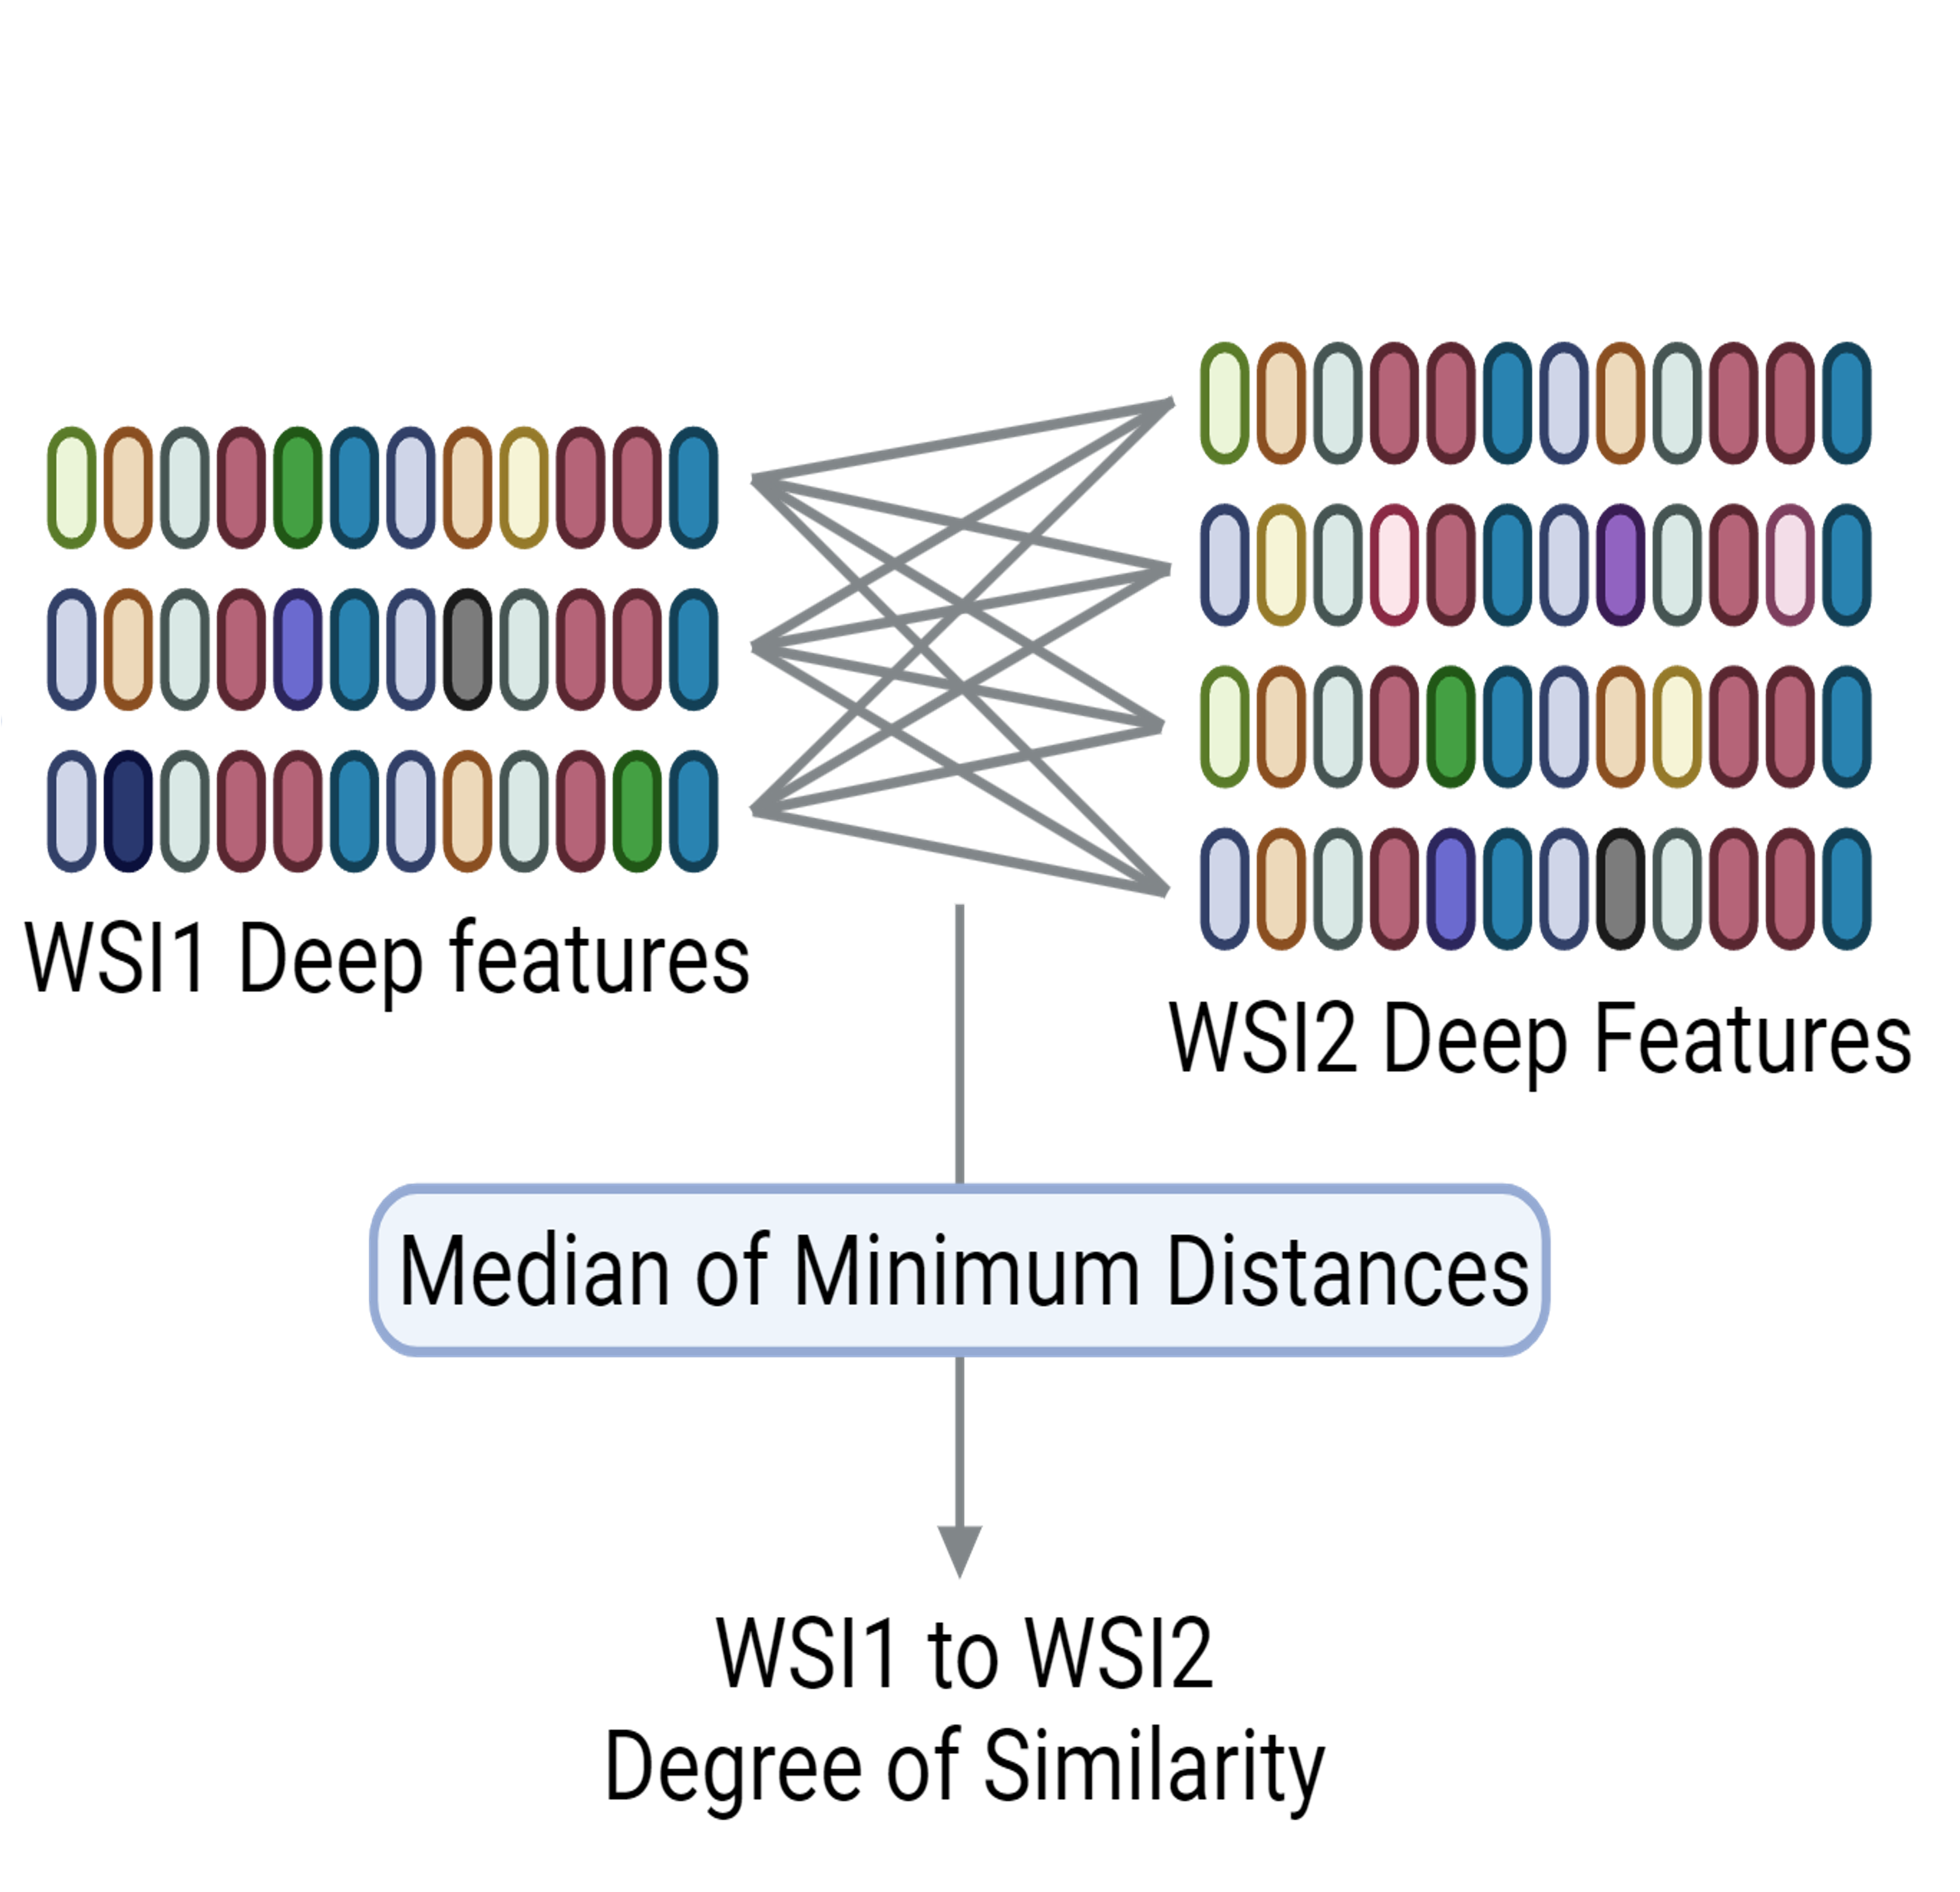 WSI1 Deep features
WSI2 Deep Features
Median of Minimum Distances
WSI1 to WSI2
Degree of Similarity